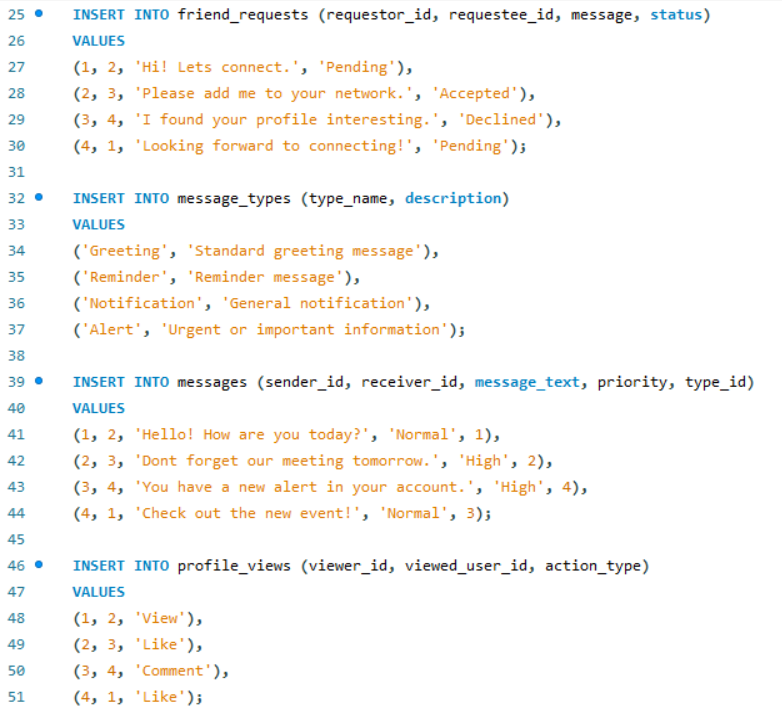 25 INSERT INTO friend_requests (requestor_id, requestee_id, message, status)
26 VALUES
27 (1, 2, 'Hi! Lets connect.', 'Pending'),
28 (2, 3, 'Please add me to your network.', 'Accepted'),
29 (3, 4, 'I found your profile interesting.', 'Declined'),
30 (4, 1, 'Looking forward to connecting!', 'Pending');
31
32 INSERT INTO message_types (type_name, description)
33 VALUES
34 ('Greeting', 'Standard greeting message'),
35 ('Reminder', 'Reminder message'),
36 ('Notification', 'General notification'),
37 ('Alert', 'Urgent or important information');
38
39 INSERT INTO messages (sender_id, receiver_id, message_text, priority, type_id)
40 VALUES
41 (1, 2, 'Hello! How are you today?', 'Normal', 1),
42 (2, 3, 'Dont forget our meeting tomorrow.', 'High', 2),
43 (3, 4, 'You have a new alert in your account.', 'High', 4),
44 (4, 1, 'Check out the new event!', 'Normal', 3);
45
46 INSERT INTO profile_views (viewer_id, viewed_user_id, action_type)
47 VALUES
48 (1, 2, 'View'),
49 (2, 3, 'Like'),
50 (3, 4, 'Comment'),
51 (4, 1, 'Like');